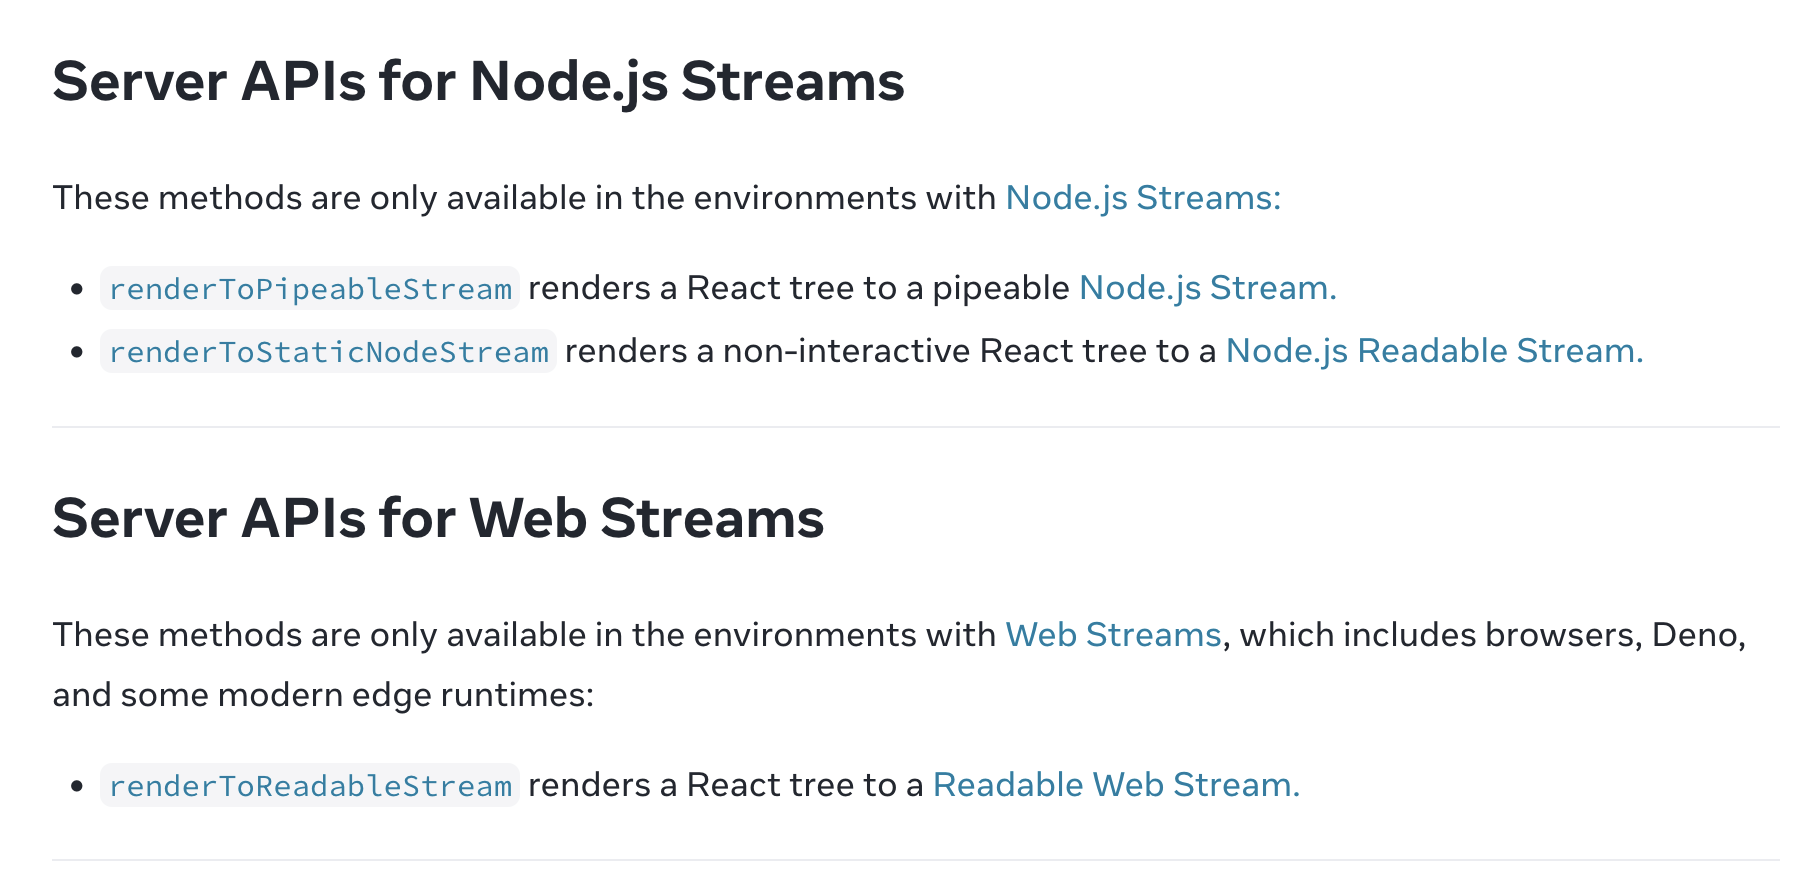 Server APIs for Node.js Streams
These methods are only available in the environments with Node.js Streams:
• renderToPipeableStream renders a React tree to a pipeable Node.js Stream.
• renderToStaticNodeStream renders a non-interactive React tree to a Node.js Readable Stream.
Server APIs for Web Streams
These methods are only available in the environments with Web Streams, which includes browsers, Deno,
and some modern edge runtimes:
• renderToReadableStream renders a React tree to a Readable Web Stream.